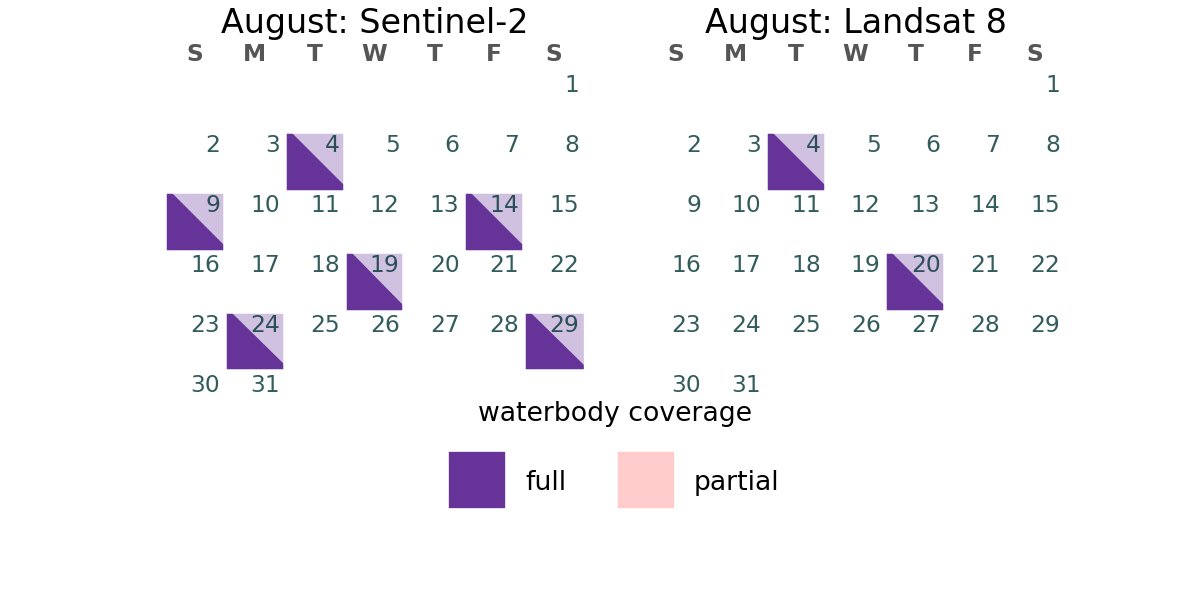 August: Sentinel-2
S M T W T F S
1
2 3 4 5 6 7 8
9 10 11 12 13 14 15
16 17 18 19 20 21 22
23 24 25 26 27 28 29
30 31
August: Landsat 8
S M T W T F S
1
2 3 4 5 6 7 8
9 10 11 12 13 14 15
16 17 18 19 20 21 22
23 24 25 26 27 28 29
30 31
waterbody coverage
full partial